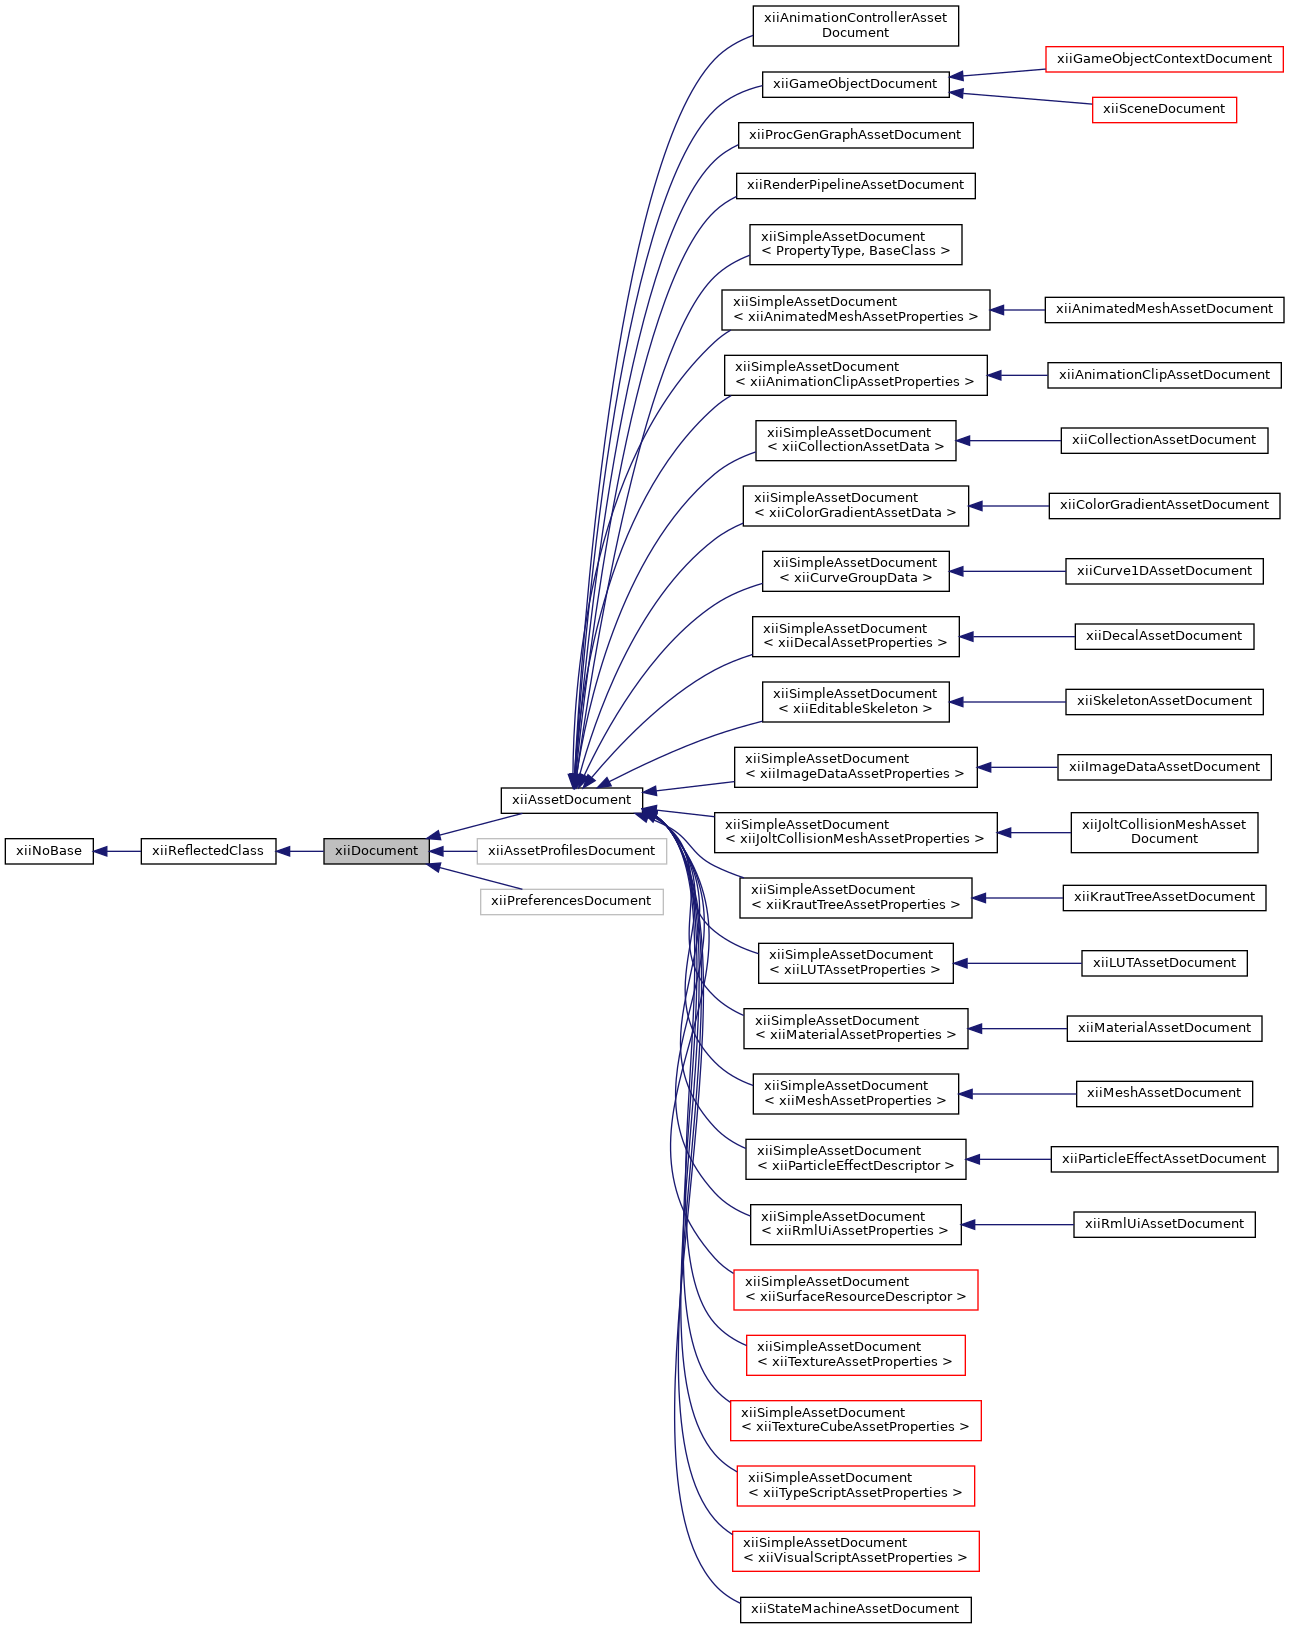 xiiNoBase
xiiReflectedClass
xiiDocument
xiiAssetDocument
xiiAssetProfilesDocument
xiiPreferencesDocument
xiiAnimationControllerAsset
Document
xiiGameObjectDocument
xiiGameObjectContextDocument
xiiSceneDocument
xiiProcGenGraphAssetDocument
xiiRenderPipelineAssetDocument
xiiSimpleAssetDocument
< PropertyType, BaseClass >
xiiSimpleAssetDocument
< xiiAnimatedMeshAssetProperties >
xiiAnimatedMeshAssetDocument
xiiSimpleAssetDocument
< xiiAnimationClipAssetProperties >
xiiAnimationClipAssetDocument
xiiSimpleAssetDocument
< xiiCollectionAssetData >
xiiCollectionAssetDocument
xiiSimpleAssetDocument
< xiiColorGradientAssetData >
xiiColorGradientAssetDocument
xiiSimpleAssetDocument
< xiiCurveGroupData >
xiiCurve1DAssetDocument
xiiSimpleAssetDocument
< xiiDecalAssetProperties >
xiiDecalAssetDocument
xiiSimpleAssetDocument
< xiiEditableSkeleton >
xiiSkeletonAssetDocument
xiiSimpleAssetDocument
< xiiImageDataAssetProperties >
xiiImageDataAssetDocument
xiiSimpleAssetDocument
< xiiJoltCollisionMeshAssetProperties >
xiiJoltCollisionMeshAsset
Document
xiiSimpleAssetDocument
< xiiKrautTreeAssetProperties >
xiiKrautTreeAssetDocument
xiiSimpleAssetDocument
< xiiLUTAssetProperties >
xiiLUTAssetDocument
xiiSimpleAssetDocument
< xiiMaterialAssetProperties >
xiiMaterialAssetDocument
xiiSimpleAssetDocument
< xiiMeshAssetProperties >
xiiMeshAssetDocument
xiiSimpleAssetDocument
< xiiParticleEffectDescriptor >
xiiParticleEffectAssetDocument
xiiSimpleAssetDocument
< xiiRmlUiAssetProperties >
xiiRmlUiAssetDocument
xiiSimpleAssetDocument
< xiiSurfaceResourceDescriptor >
xiiSimpleAssetDocument
< xiiTextureAssetProperties >
xiiSimpleAssetDocument
< xiiTextureCubeAssetProperties >
xiiSimpleAssetDocument
< xiiTypeScriptAssetProperties >
xiiSimpleAssetDocument
< xiiVisualScriptAssetProperties >
xiiStateMachineAssetDocument